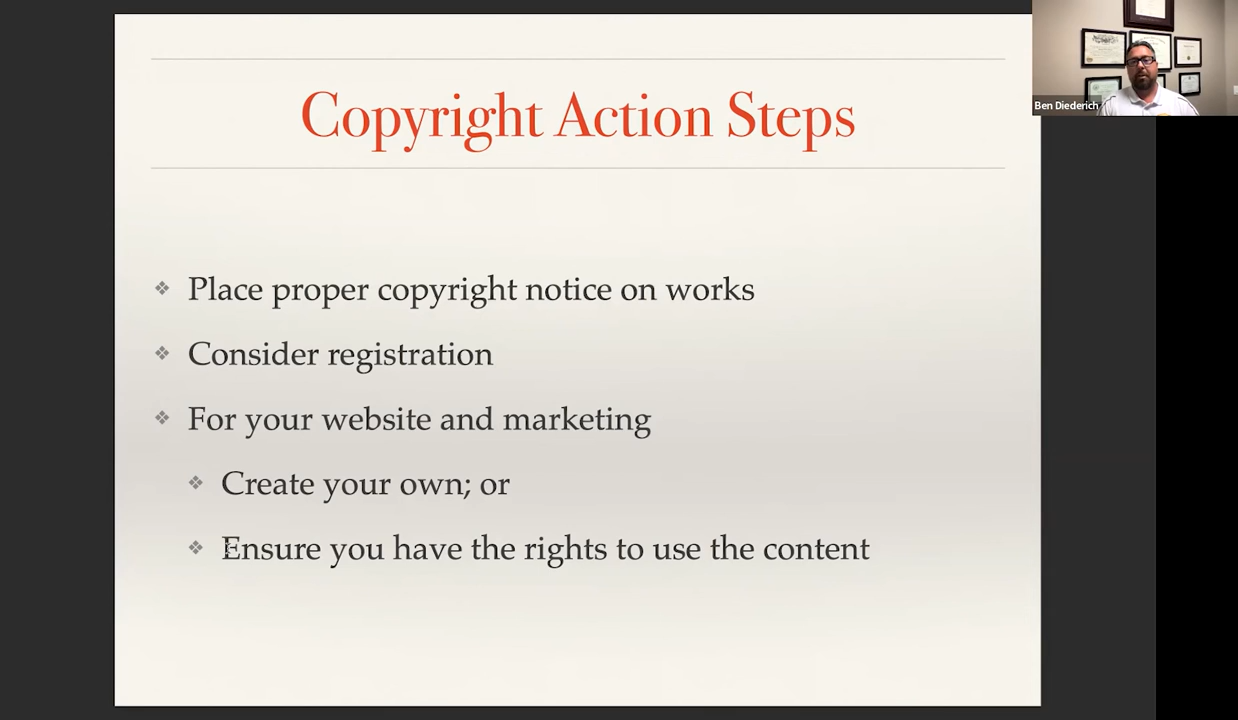 Copyright Action Steps
Ben Diederich
❖ Place proper copyright notice on works
❖ Consider registration
❖ For your website and marketing
❖ Create your own; or
❖ Ensure you have the rights to use the content